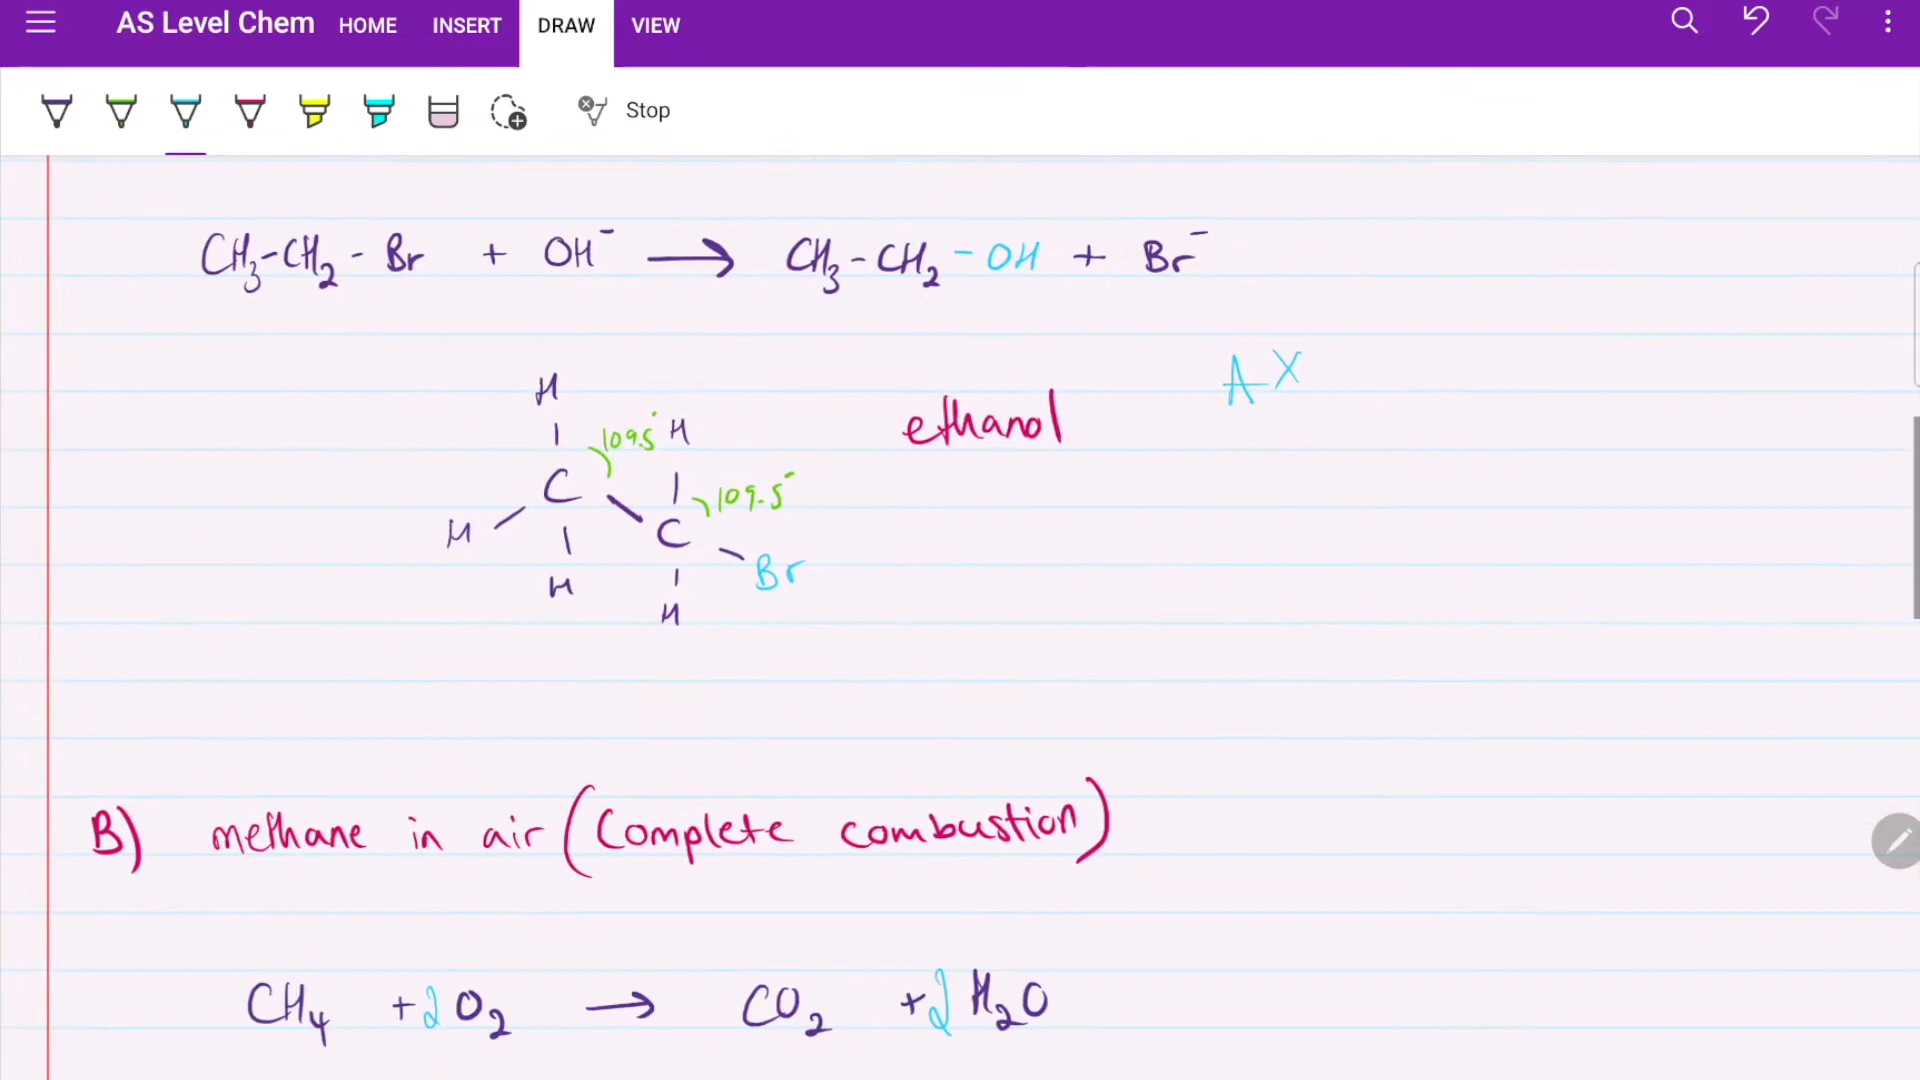 AS Level Chem HOME INSERT DRAW VIEW
Stop
CH₃-CH₂-Br + OH⁻ → CH₃-CH₂-OH + Br⁻
AX
H
ethanol
109.5° H
C
109.5°
H
C
Br
H
H
B) methane in air (Complete combustion)
CH₄ + 2O₂ → CO₂ + 2H₂O